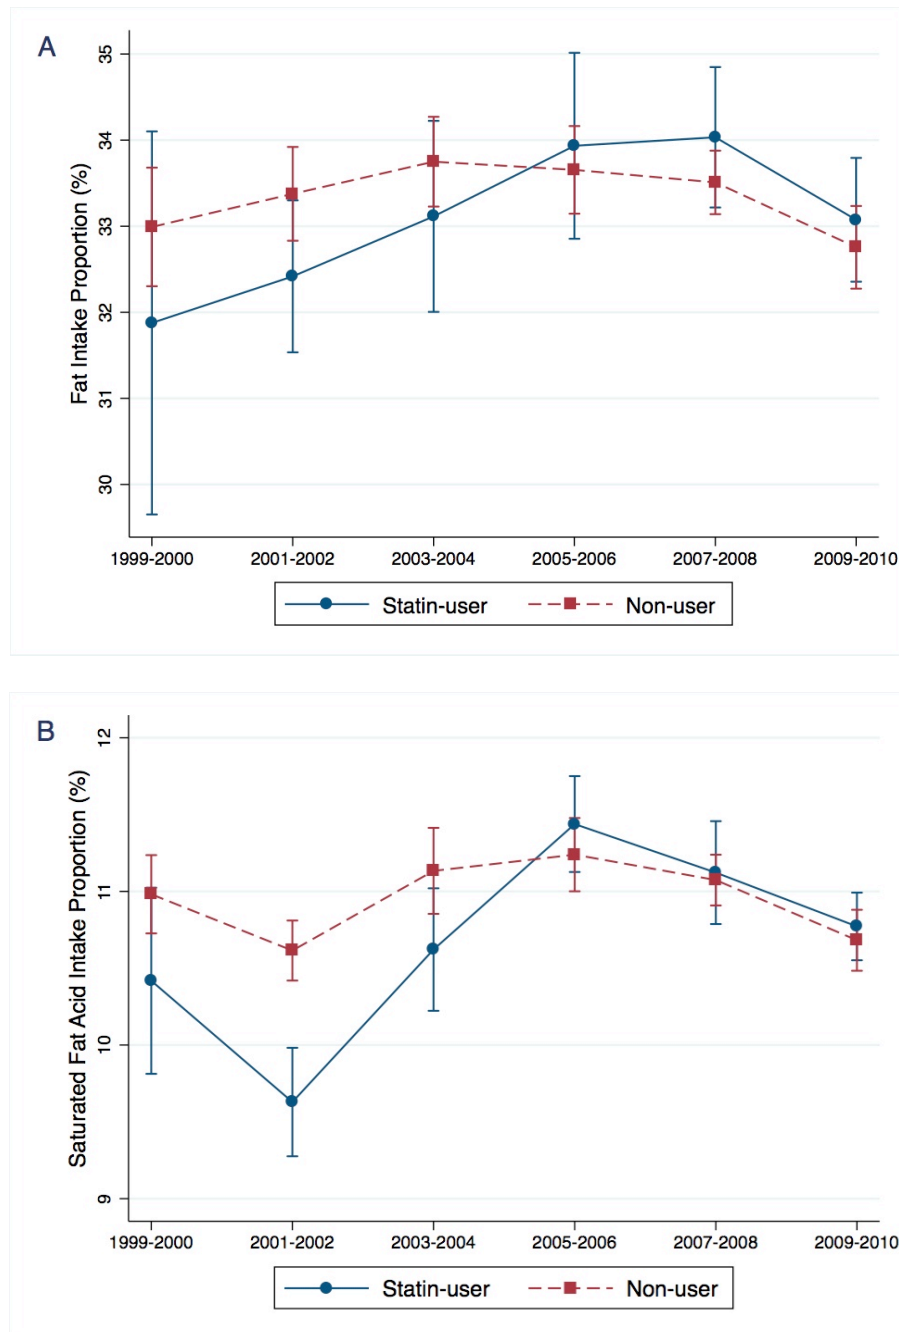 A
Fat Intake Proportion (%)
35
34
33
32
31
30
1999-2000 2001-2002 2003-2004 2005-2006 2007-2008 2009-2010
Statin-user Non-user
B
Saturated Fat Acid Intake Proportion (%)
12
11
10
9
1999-2000 2001-2002 2003-2004 2005-2006 2007-2008 2009-2010
Statin-user Non-user